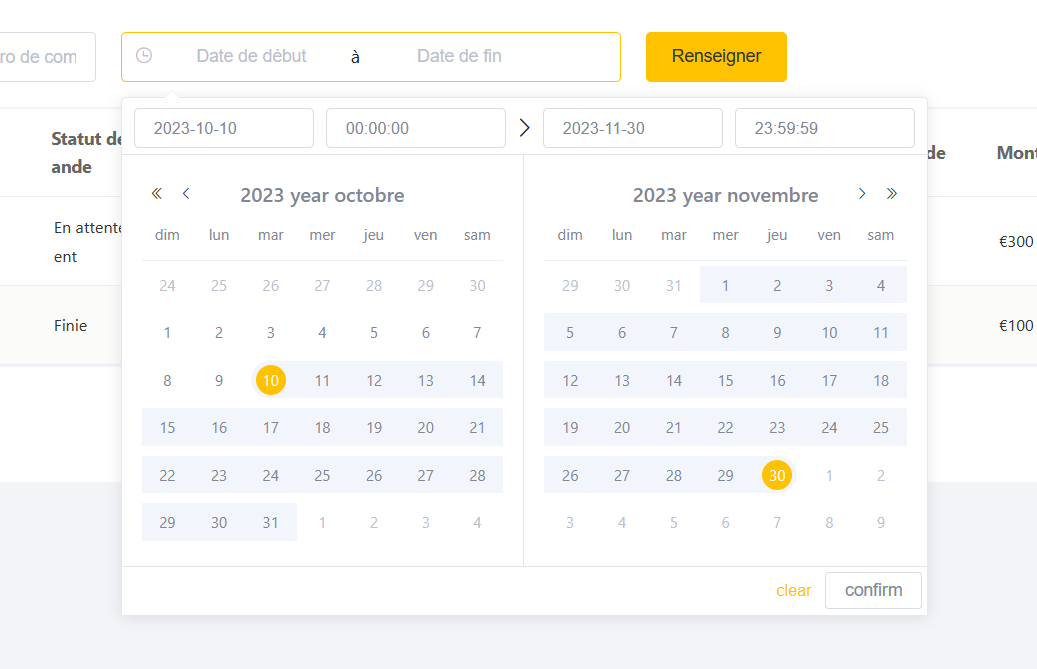 ro de com
Date de début à Date de fin
Renseigner
2023-10-10 00:00:00 2023-11-30 23:59:59
Statut de
ande
de
Mont
En attente
ent
€300
Finie
€100
2023 year octobre
dim lun mar mer jeu ven sam
24 25 26 27 28 29 30
1 2 3 4 5 6 7
8 9 10 11 12 13 14
15 16 17 18 19 20 21
22 23 24 25 26 27 28
29 30 31 1 2 3 4
2023 year novembre
dim lun mar mer jeu ven sam
29 30 31 1 2 3 4
5 6 7 8 9 10 11
12 13 14 15 16 17 18
19 20 21 22 23 24 25
26 27 28 29 30 1 2
3 4 5 6 7 8 9
clear confirm